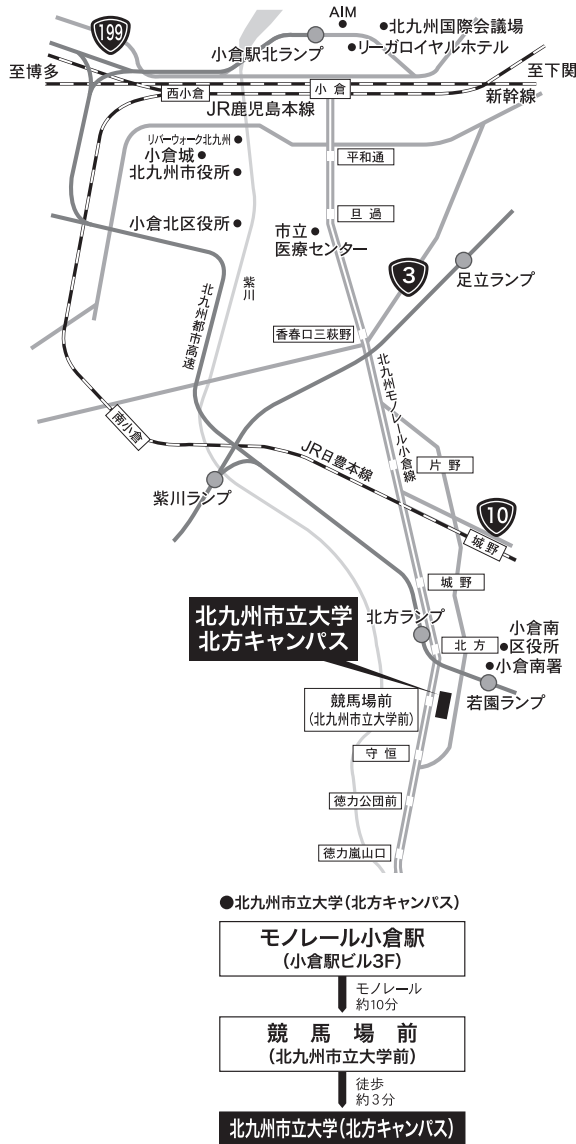 199
AIM
●北九州国際会議場
小倉駅北ランプ
●リーガロイヤルホテル
至博多
至下関
西小倉
小倉
新幹線
JR鹿児島本線
リバーウォーク北九州●
小倉城●
北九州市役所●
平和通
小倉北区役所●
旦過
市立●
医療センター
3
足立ランプ
紫川
北九州都市高速
香春口三萩野
北九州モノレール小倉線
南小倉
JR日豊本線
片野
紫川ランプ
10
城野
城野
北九州市立大学
北方キャンパス
北方ランプ
北方
小倉南
●区役所
●小倉南署
若園ランプ
競馬場前
(北九州市立大学前)
守恒
徳力公団前
徳力嵐山口
●北九州市立大学(北方キャンパス)
モノレール小倉駅
(小倉駅ビル3F)
モノレール
約10分
競馬場前
(北九州市立大学前)
徒歩
約3分
北九州市立大学(北方キャンパス)